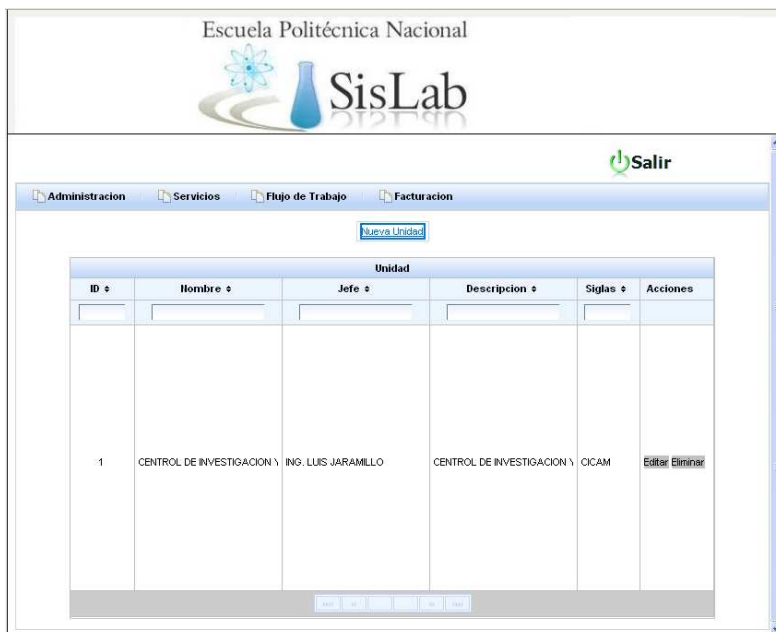 Escuela Politécnica Nacional
SisLab
Salir
Administracion Servicios Flujo de Trabajo Facturacion
Nueva Unidad
Unidad
ID Nombre Jefe Descripcion Siglas Acciones
1 CENTROL DE INVESTIGACION ING. LUIS JARAMILLO CENTROL DE INVESTIGACION CICAM Editar Eliminar